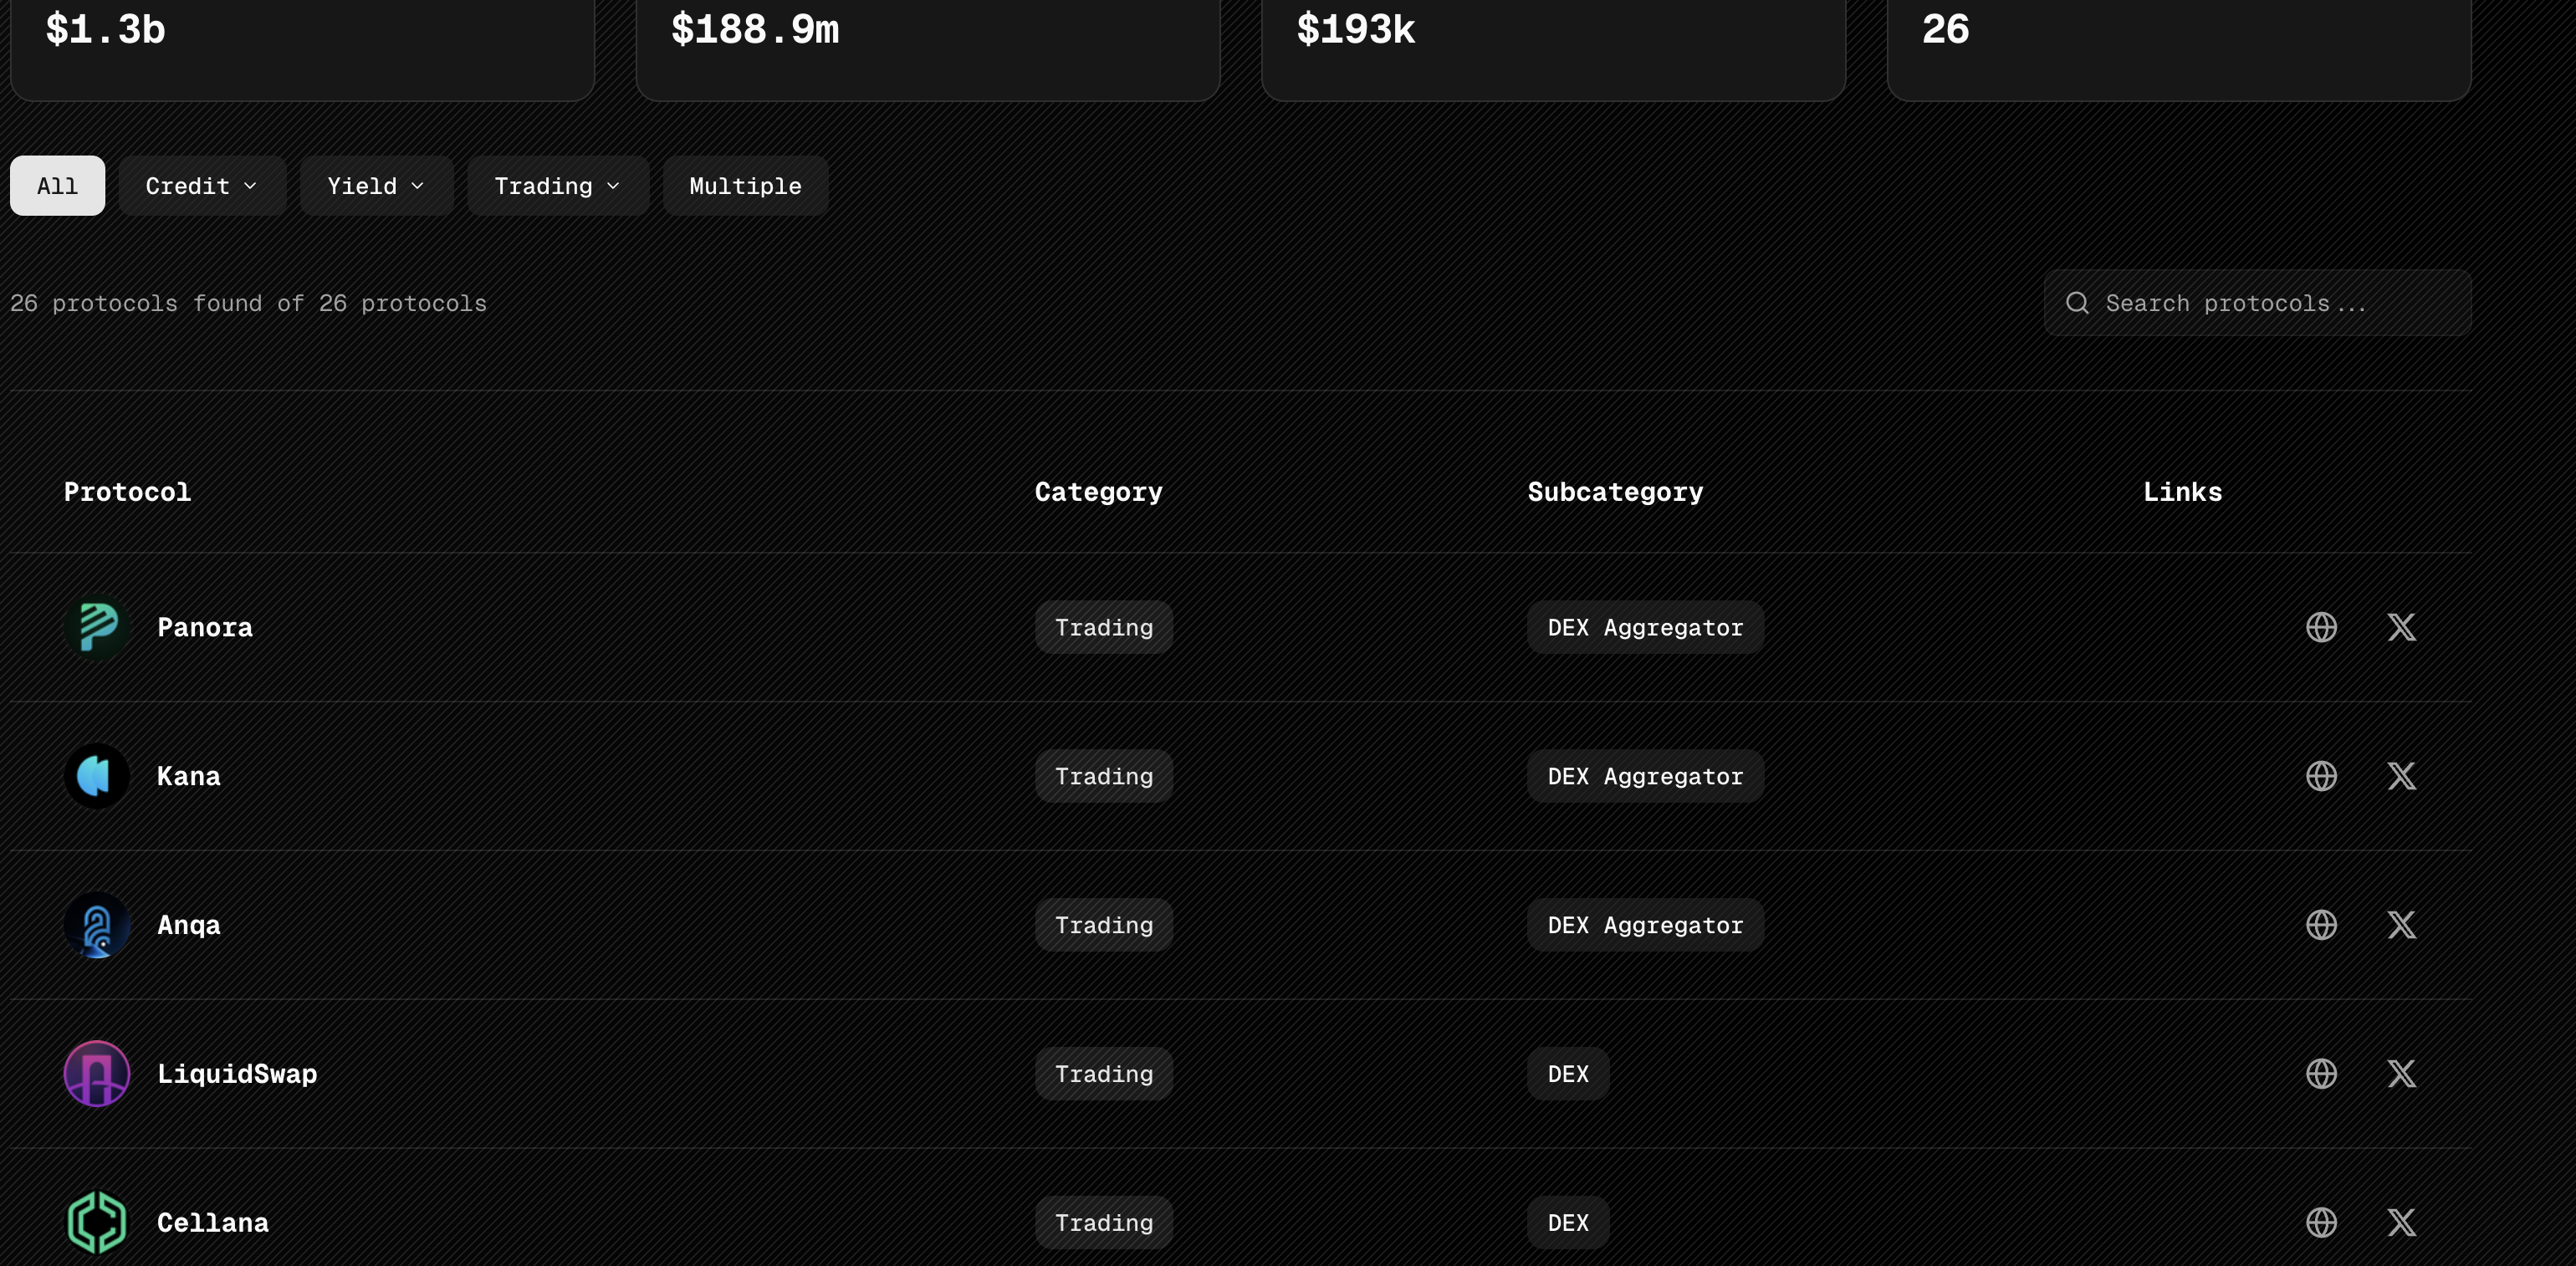 $1.3b $188.9m $193k 26
All Credit Yield Trading Multiple
26 protocols found of 26 protocols Search protocols...
Protocol Category Subcategory Links
Panora Trading DEX Aggregator
Kana Trading DEX Aggregator
Anqa Trading DEX Aggregator
LiquidSwap Trading DEX
Cellana Trading DEX